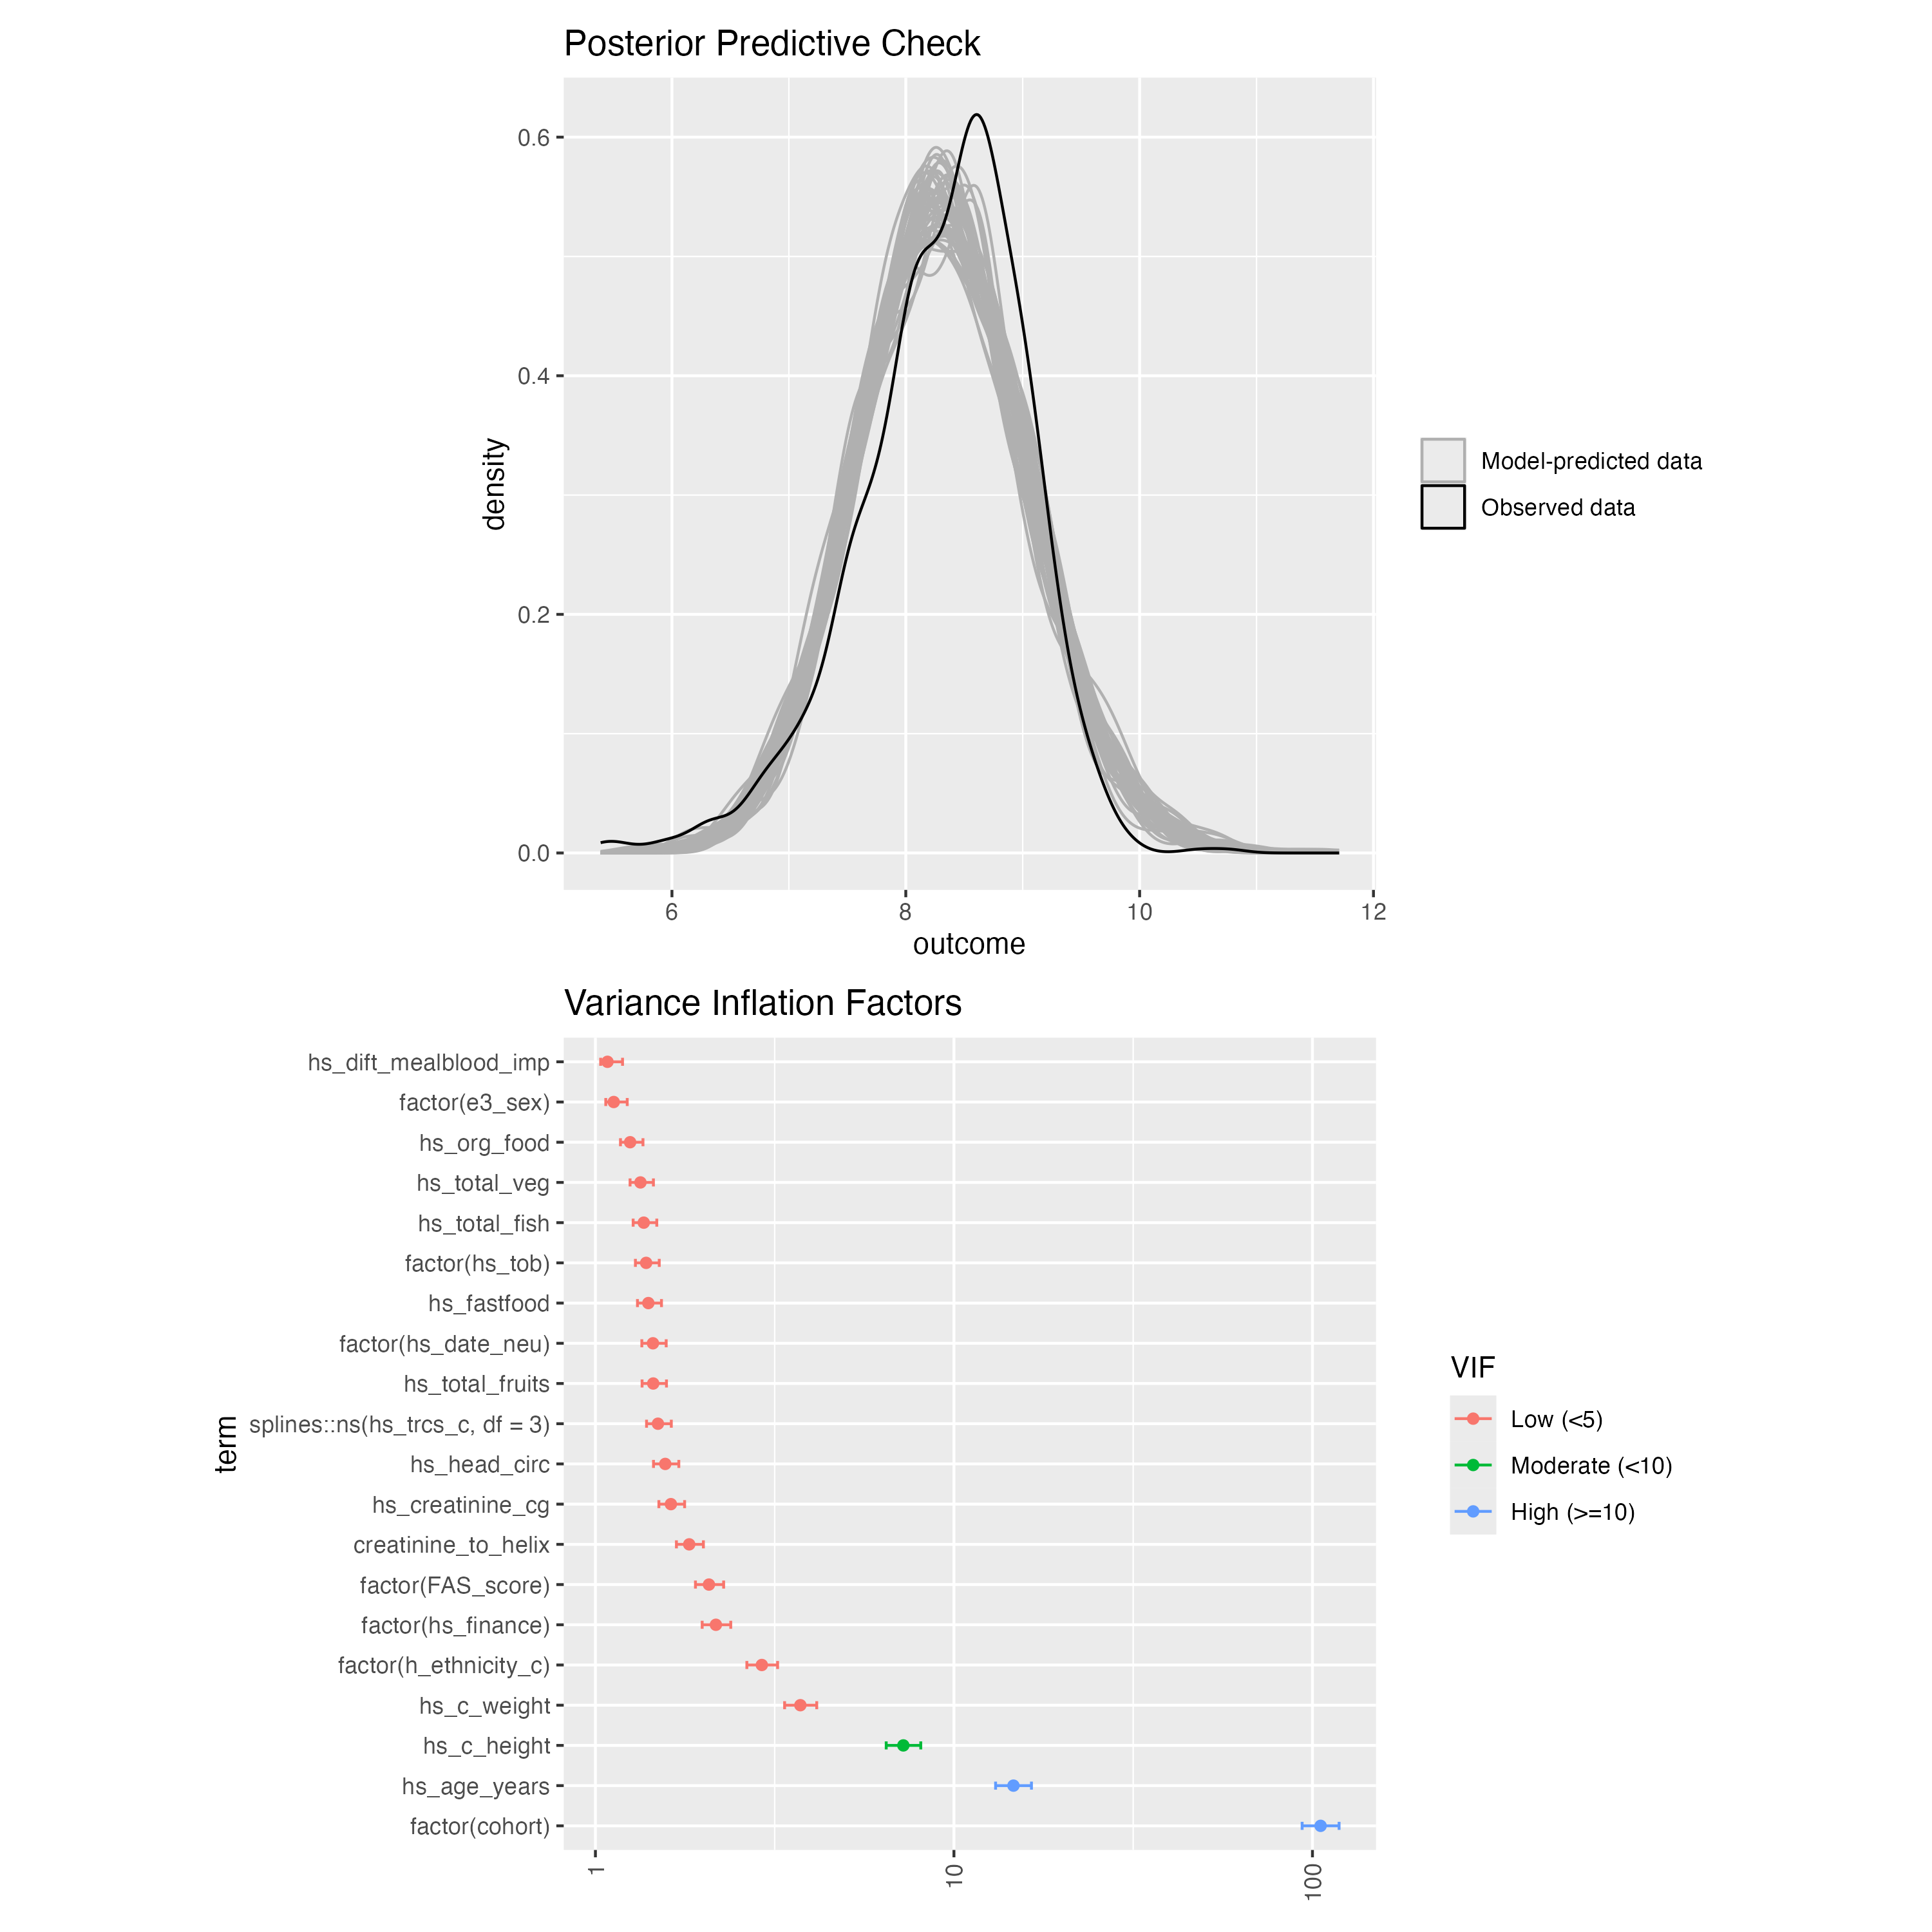 Posterior Predictive Check
0.6
0.4
0.2
0.0
density
6
8
10
12
outcome
Model-predicted data
Observed data
Variance Inflation Factors
term
hs_dift_mealblood_imp
factor(e3_sex)
hs_org_food
hs_total_veg
hs_total_fish
factor(hs_tob)
hs_fastfood
factor(hs_date_neu)
hs_total_fruits
splines::ns(hs_trcs_c, df = 3)
hs_head_circ
hs_creatinine_cg
creatinine_to_helix
factor(FAS_score)
factor(hs_finance)
factor(h_ethnicity_c)
hs_c_weight
hs_c_height
hs_age_years
factor(cohort)
1
10
100
VIF
Low (<5)
Moderate (<10)
High (>=10)